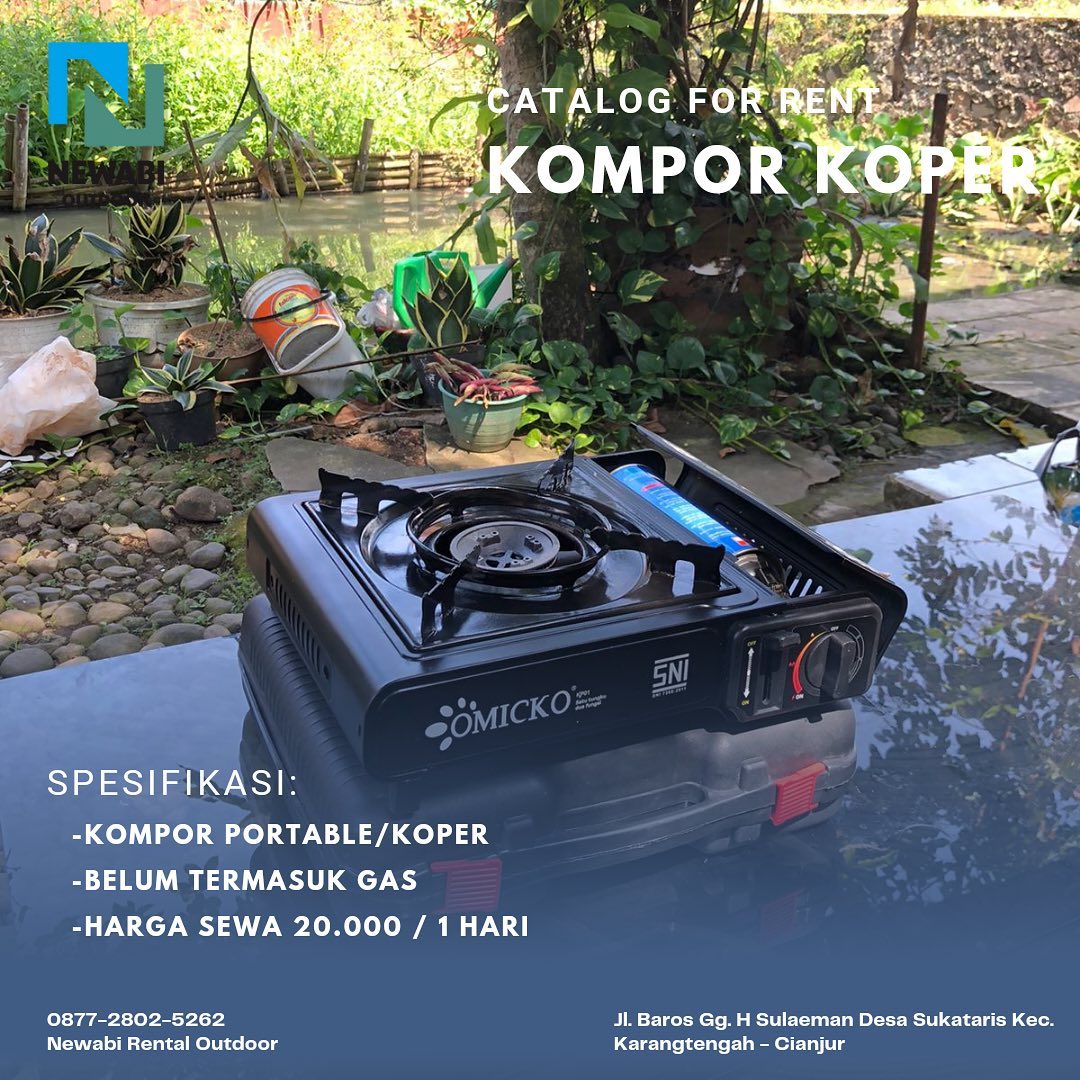 NEWABI
OUTDOOR
CATALOG FOR RENT
KOMPOR KOPER
SNI
OMICKO®
SPESIFIKASI:
-KOMPOR PORTABLE/KOPER
-BELUM TERMASUK GAS
-HARGA SEWA 20.000 / 1 HARI
0877-2802-5262
Newabi Rental Outdoor
Jl. Baros Gg. H Sulaeman Desa Sukataris Kec.
Karangtengah - Cianjur